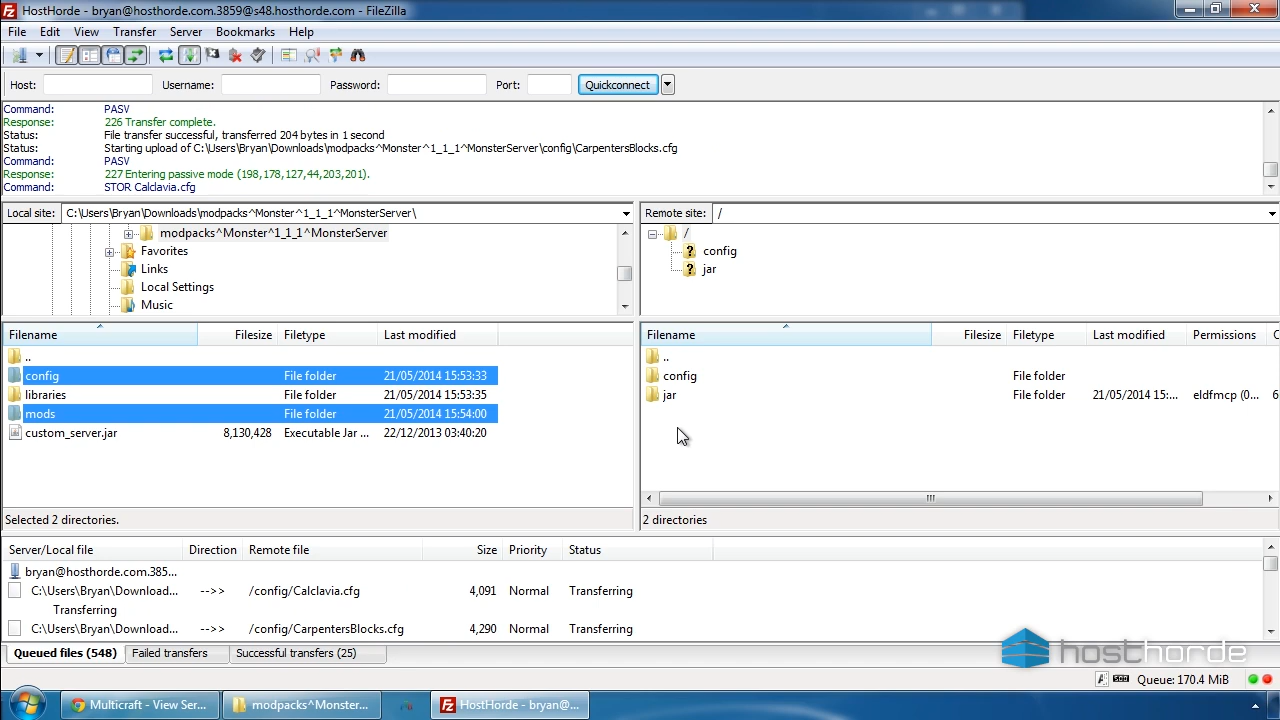 HostHorde - bryan@hosthorde.com.3859@s48.hosthorde.com - FileZilla
File Edit View Transfer Server Bookmarks Help
Host: Username: Password: Port: Quickconnect
Command: PASV
Response: 226 Transfer complete.
Status: File transfer successful, transferred 204 bytes in 1 second
Status: Starting upload of C:\Users\Bryan\Downloads\modpacks^Monster^1_1_1^MonsterServer\config\CarpentersBlocks.cfg
Command: PASV
Response: 227 Entering passive mode (198,178,127,44,203,201).
Command: STOR Calclavia.cfg
Local site: C:\Users\Bryan\Downloads\modpacks^Monster^1_1_1^MonsterServer\
modpacks^Monster^1_1_1^MonsterServer
Favorites
Links
Local Settings
Music
Remote site: /
/
? config
? jar
Filename Filesize Filetype Last modified
..
config File folder 21/05/2014 15:53:33
libraries File folder 21/05/2014 15:53:35
mods File folder 21/05/2014 15:54:00
custom_server.jar 8,130,428 Executable Jar ... 22/12/2013 03:40:20
Selected 2 directories.
Filename Filesize Filetype Last modified Permissions
..
config File folder
jar File folder 21/05/2014 15:... eldfmcp (0... 6
2 directories
Server/Local file Direction Remote file Size Priority Status
bryan@hosthorde.com.385...
C:\Users\Bryan\Download... -->> /config/Calclavia.cfg 4,091 Normal Transferring
Transferring
C:\Users\Bryan\Download... -->> /config/CarpentersBlocks.cfg 4,290 Normal Transferring
Queued files (548) Failed transfers Successful transfers (25)
hosthorde
Queue: 170.4 MiB
Multicraft - View Ser... modpacks^Monster... HostHorde - bryan@...